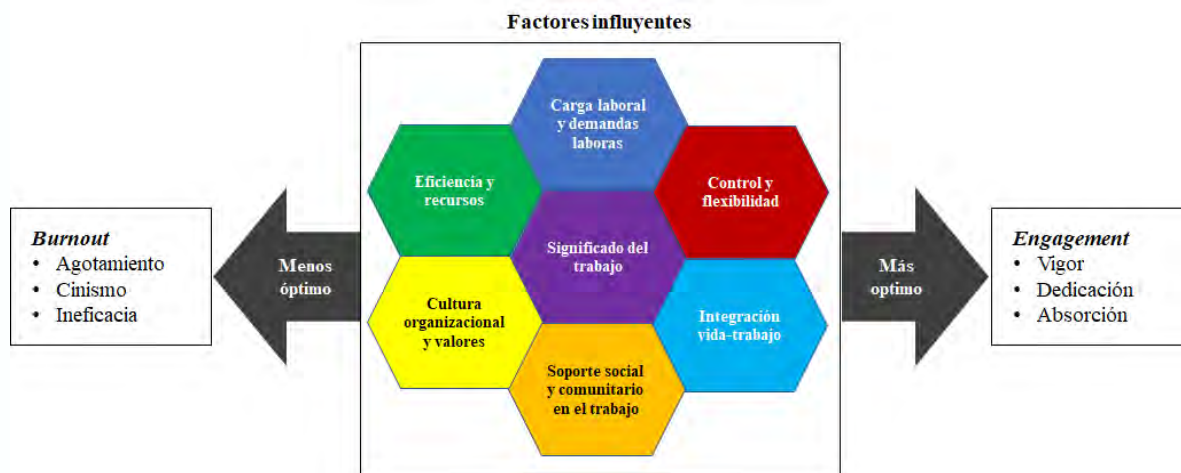 Factores influyentes
Carga laboral
y demandas
laboras
Eficiencia y
recursos
Control y
flexibilidad
Significado del
trabajo
Cultura
organizacional
y valores
Integración
vida-trabajo
Soporte social
y comunitario
en el trabajo
Menos
óptimo
Más
optimo
Burnout
• Agotamiento
• Cinismo
• Ineficacia
Engagement
• Vigor
• Dedicación
• Absorción